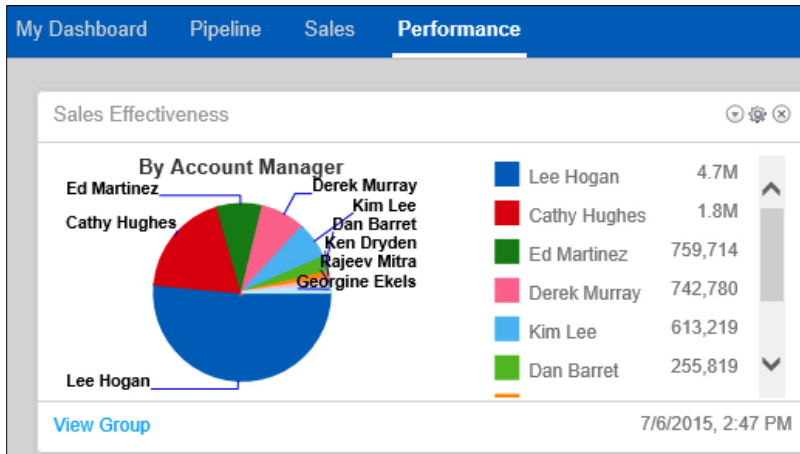 My Dashboard Pipeline Sales Performance
Sales Effectiveness
By Account Manager
Ed Martinez
Derek Murray
Kim Lee
Cathy Hughes
Dan Barret
Ken Dryden
Rajeev Mitra
Georgine Ekels
Lee Hogan
Lee Hogan 4.7M
Cathy Hughes 1.8M
Ed Martinez 759,714
Derek Murray 742,780
Kim Lee 613,219
Dan Barret 255,819
View Group 7/6/2015, 2:47 PM